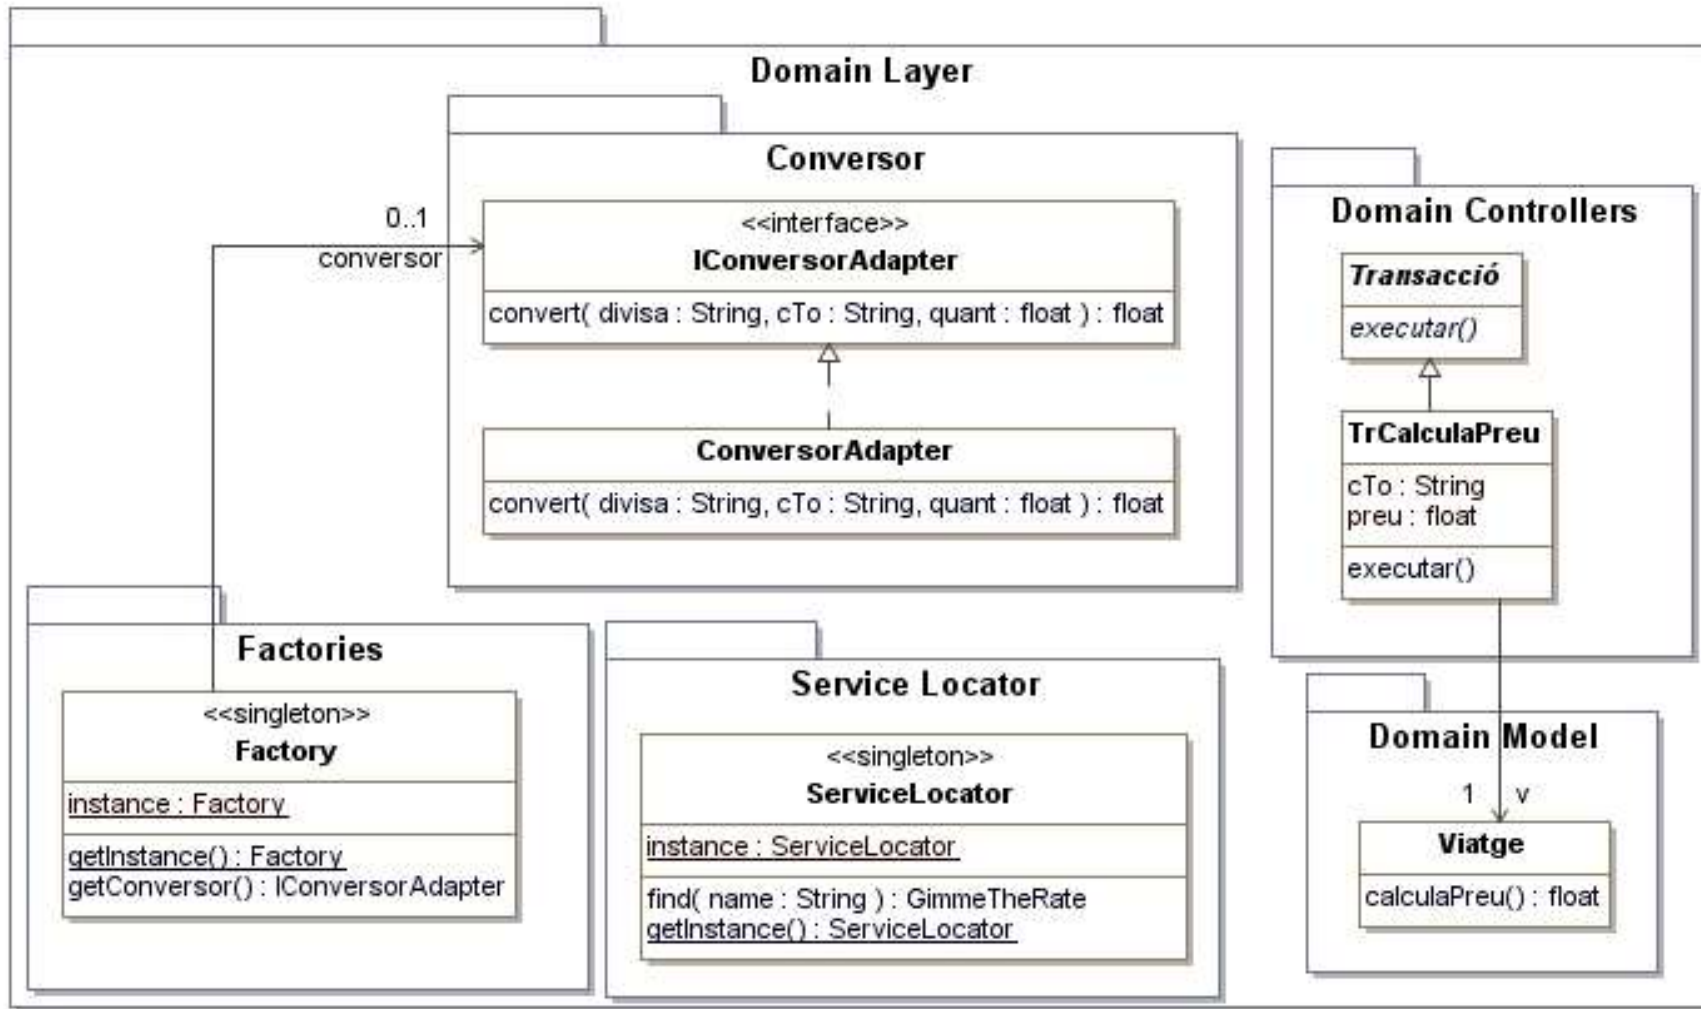 Domain Layer
Conversor
<<interface>>
IConversorAdapter
convert( divisa : String, cTo : String, quant : float ) : float
ConversorAdapter
convert( divisa : String, cTo : String, quant : float ) : float
0..1
conversor
Domain Controllers
Transacció
executar()
TrCalculaPreu
cTo : String
preu : float
executar()
Factories
<<singleton>>
Factory
instance : Factory
getInstance() : Factory
getConversor() : IConversorAdapter
Service Locator
<<singleton>>
ServiceLocator
instance : ServiceLocator
find( name : String ) : GimmeTheRate
getInstance() : ServiceLocator
Domain Model
1 v
Viatge
calculaPreu() : float